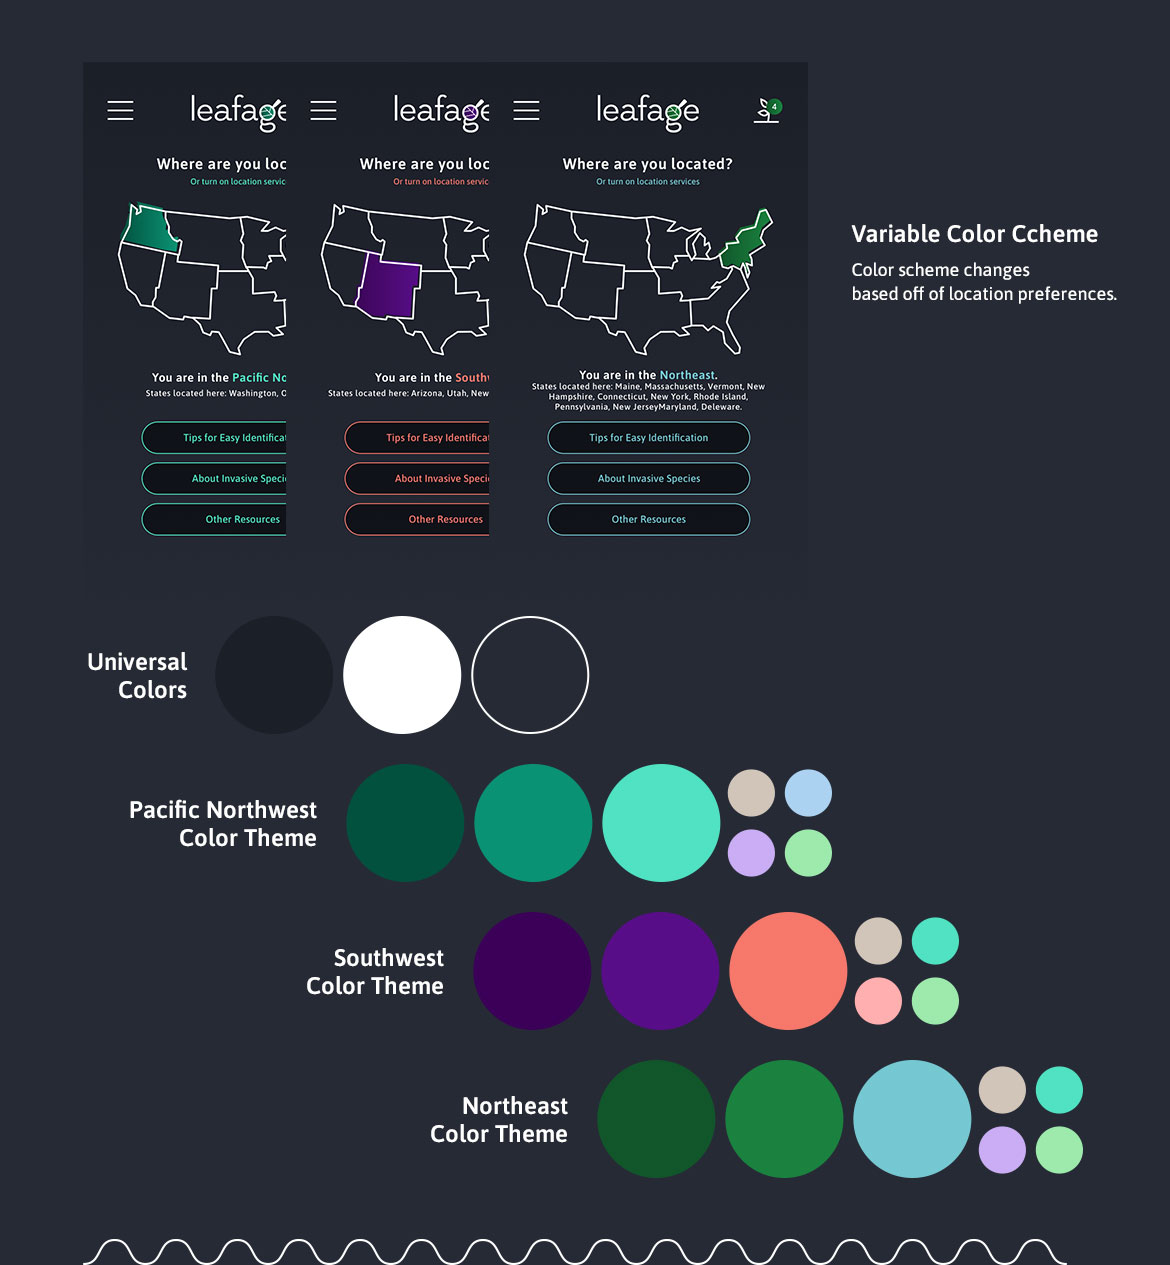 leafage
Where are you loc
Or turn on location servic
You are in the Pacific No
States located here: Washington, O
Tips for Easy Identificat
About Invasive Specie
Other Resources
leafage
Where are you loc
Or turn on location servic
You are in the Southw
States located here: Arizona, Utah, New
Tips for Easy Identificat
About Invasive Specie
Other Resources
leafage
4
Where are you located?
Or turn on location services
You are in the Northeast.
States located here: Maine, Massachusetts, Vermont, New
Hampshire, Connecticut, New York, Rhode Island,
Pennsylvania, New JerseyMaryland, Deleware.
Tips for Easy Identification
About Invasive Species
Other Resources
Variable Color Ccheme
Color scheme changes
based off of location preferences.
Universal
Colors
Pacific Northwest
Color Theme
Southwest
Color Theme
Northeast
Color Theme